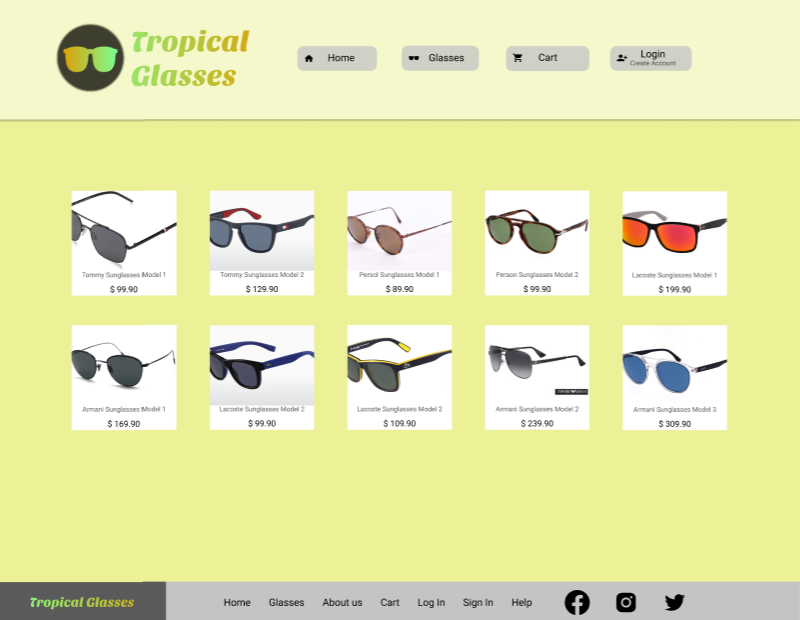 Tropical
Glasses
Home
Glasses
Cart
Login
Create Account
Tommy Sunglasses Model 1
$ 99.90
Tommy Sunglasses Model 2
$ 129.90
Persol Sunglasses Model 1
$ 89.90
Person Sunglasses Model 2
$ 99.90
Lacoste Sunglasses Model 1
$ 199.90
Armani Sunglasses Model 1
$ 169.90
Lacoste Sunglasses Model 2
$ 99.90
Lacoste Sunglasses Model 2
$ 109.90
Armani Sunglasses Model 2
$ 239.90
Armani Sunglasses Model 3
$ 309.90
Tropical Glasses
Home Glasses About us Cart Log In Sign In Help